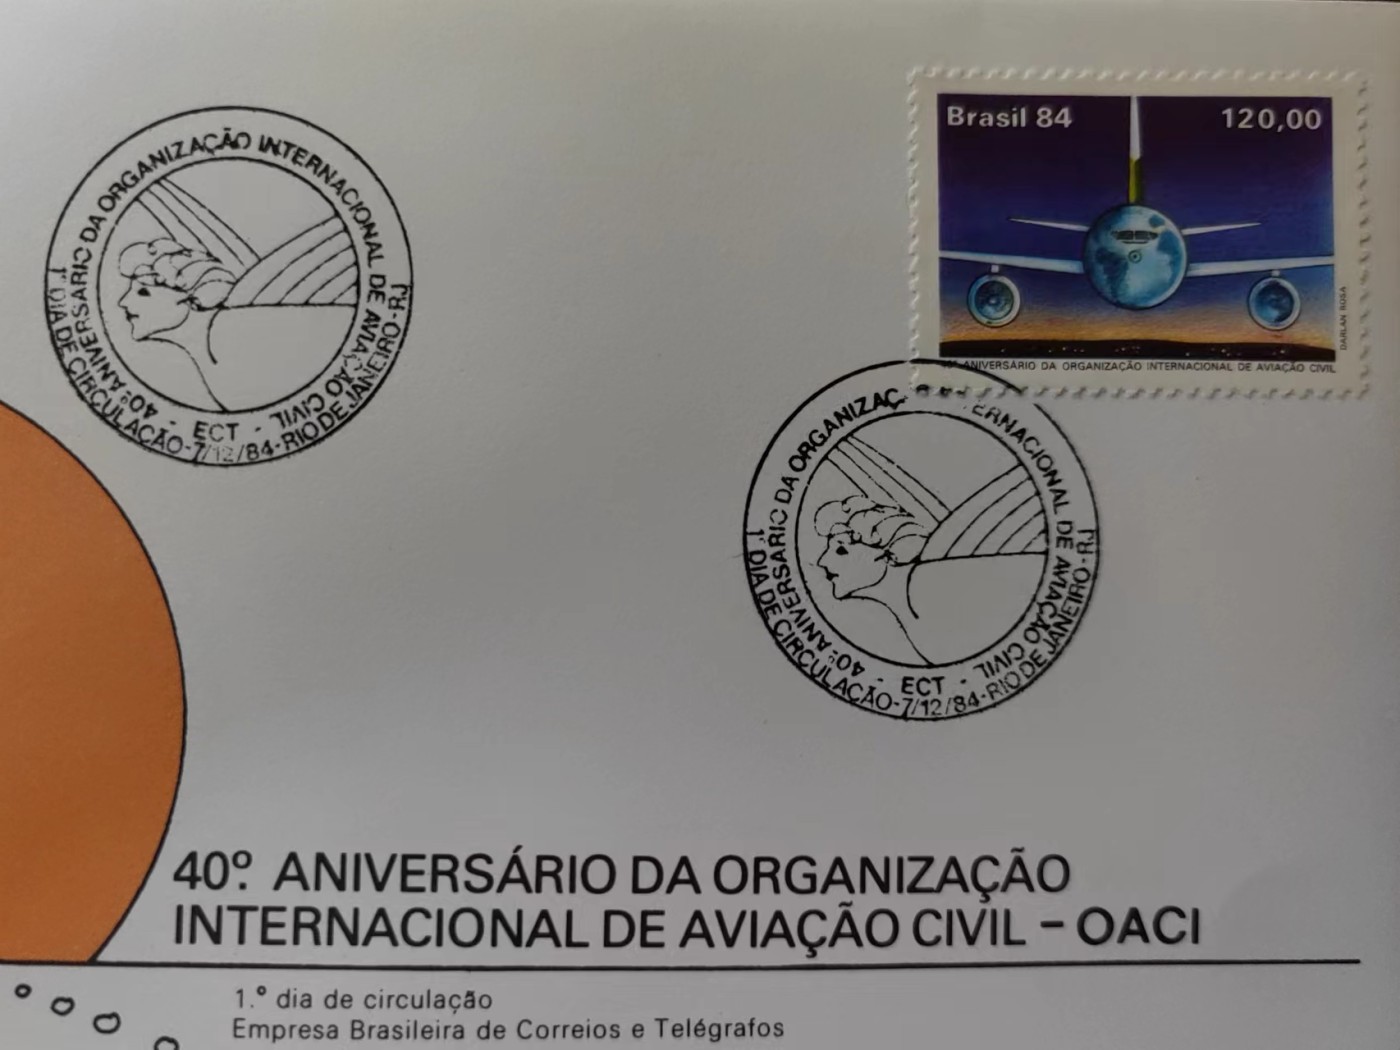 Brasil 84 120,00
DARLAN ROSA
40º ANIVERSÁRIO DA ORGANIZAÇÃO INTERNACIONAL DE AVIAÇÃO CIVIL
40º ANIVERSÁRIO DA ORGANIZAÇÃO INTERNACIONAL DE AVIAÇÃO CIVIL
- ECT -
1º DIA DE CIRCULAÇÃO-7/12/84-RIO DE JANEIRO-RJ
40º ANIVERSÁRIO DA ORGANIZAÇ ERNACIONAL DE AVIAÇÃO CIVIL
- ECT -
1º DIA DE CIRCULAÇÃO-7/12/84-RIO DE JANEIRO-RJ
40º ANIVERSÁRIO DA ORGANIZAÇÃO
INTERNACIONAL DE AVIAÇÃO CIVIL – OACI
1.º dia de circulação
Empresa Brasileira de Correios e Telégrafos